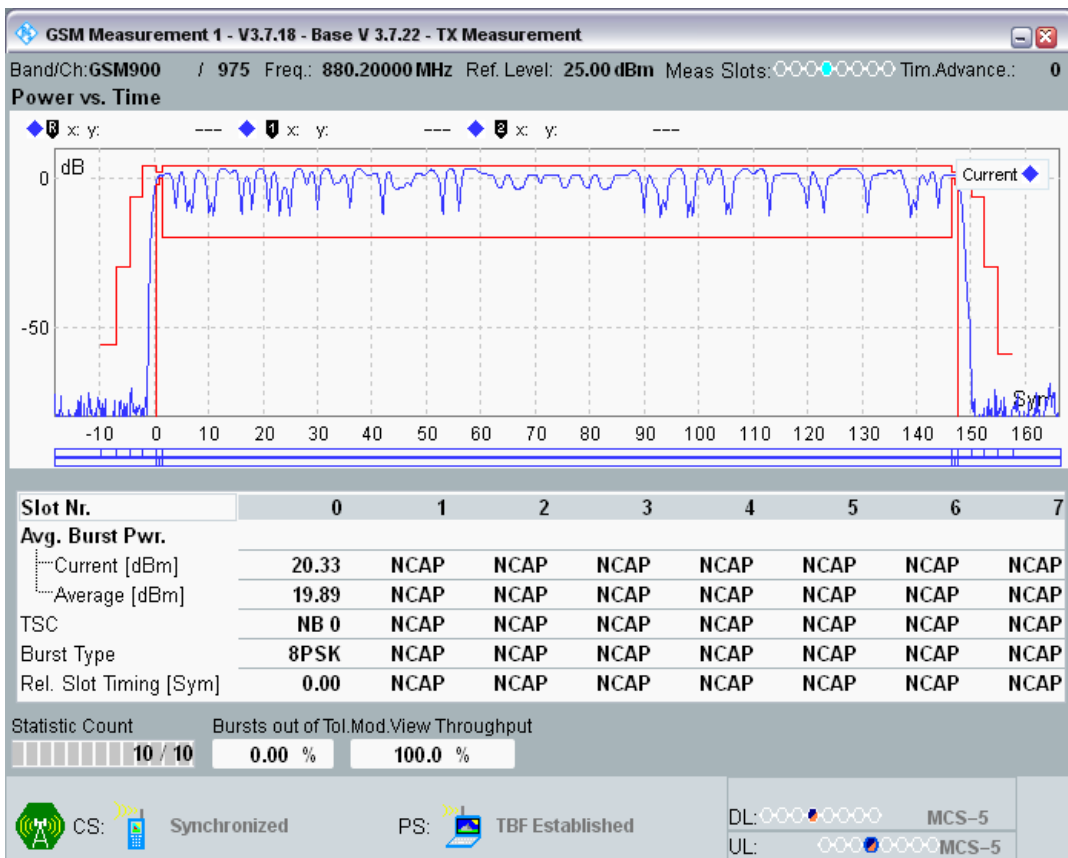 GSM Measurement 1 - V3.7.18 - Base V 3.7.22 - TX Measurement
Band/Ch:GSM900 / 975 Freq.: 880.20000 MHz Ref. Level: 25.00 dBm Meas Slots: Tim.Advance.: 0
Power vs. Time
R x: y: --- 1 x: y: --- 2 x: y: ---
dB
Current
0
-50
Sym
-10 0 10 20 30 40 50 60 70 80 90 100 110 120 130 140 150 160
Slot Nr. 0 1 2 3 4 5 6 7
Avg. Burst Pwr.
Current [dBm] 20.33 NCAP NCAP NCAP NCAP NCAP NCAP NCAP
Average [dBm] 19.89 NCAP NCAP NCAP NCAP NCAP NCAP NCAP
TSC NB 0 NCAP NCAP NCAP NCAP NCAP NCAP NCAP
Burst Type 8PSK NCAP NCAP NCAP NCAP NCAP NCAP NCAP
Rel. Slot Timing [Sym] 0.00 NCAP NCAP NCAP NCAP NCAP NCAP NCAP
Statistic Count Bursts out of Tol.Mod.View Throughput
10 / 10 0.00 % 100.0 %
CS: Synchronized PS: TBF Established
DL: MCS-5
UL: MCS-5